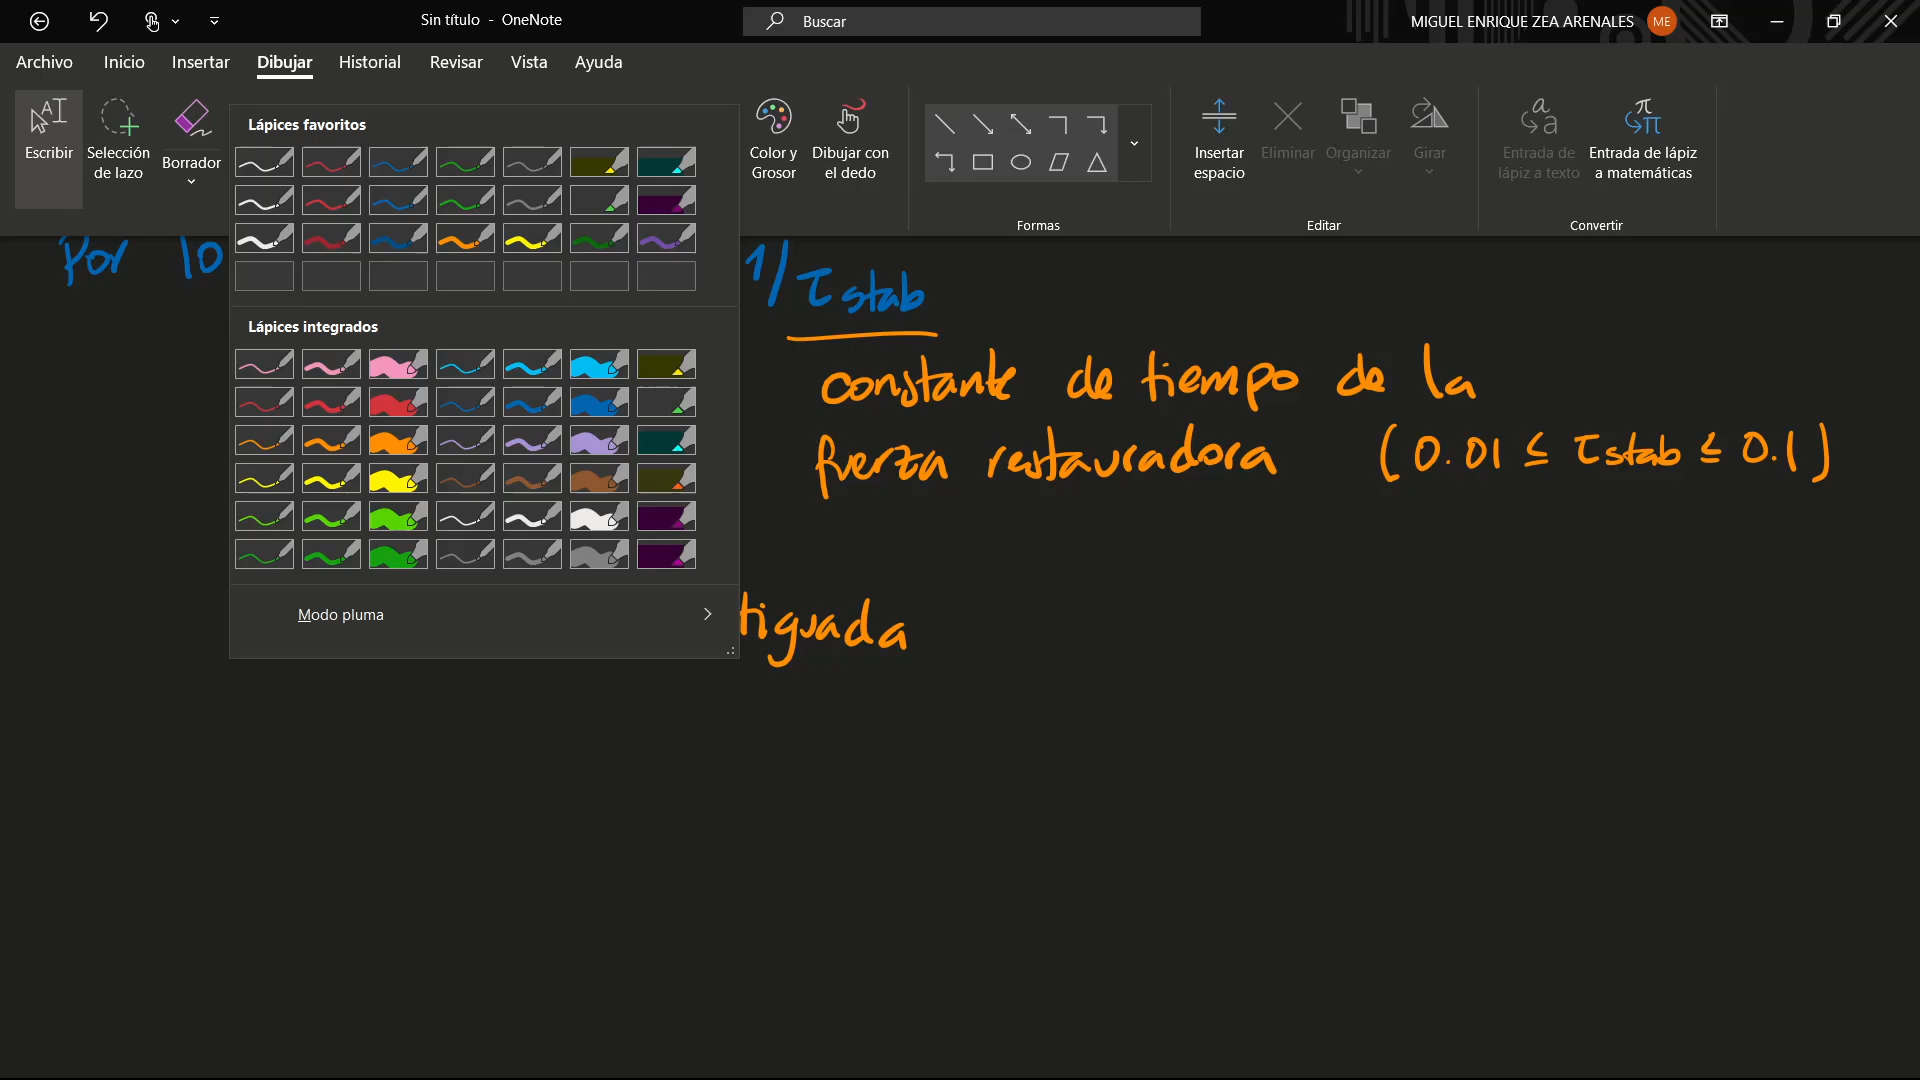 Sin título - OneNote
Buscar
MIGUEL ENRIQUE ZEA ARENALES
ME
Archivo Inicio Insertar Dibujar Historial Revisar Vista Ayuda
Escribir
Selección de lazo
Borrador
Lápices favoritos
Lápices integrados
Modo pluma
Color y Grosor
Dibujar con el dedo
Formas
Insertar espacio
Eliminar
Organizar
Girar
Editar
Entrada de lápiz a texto
Entrada de lápiz a matemáticas
Convertir
Por lo
1/τstab
constante de tiempo de la
fuerza restauradora (0.01 ≤ τstab ≤ 0.1)
tiguada